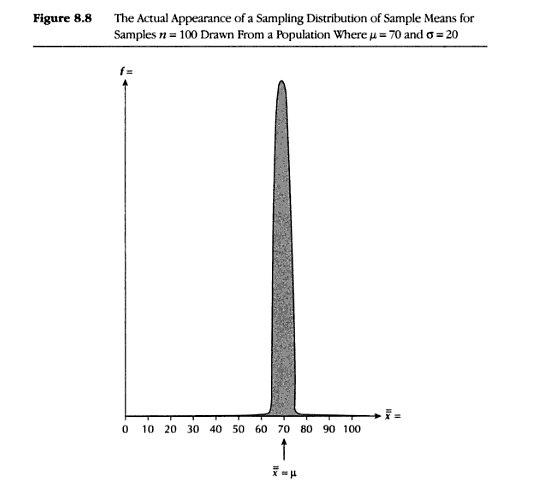 Figure 8.8 The Actual Appearance of a Sampling Distribution of Sample Means for
Samples n = 100 Drawn From a Population Where μ = 70 and σ = 20
f =
x̿ =
0 10 20 30 40 50 60 70 80 90 100
x̿ = μ